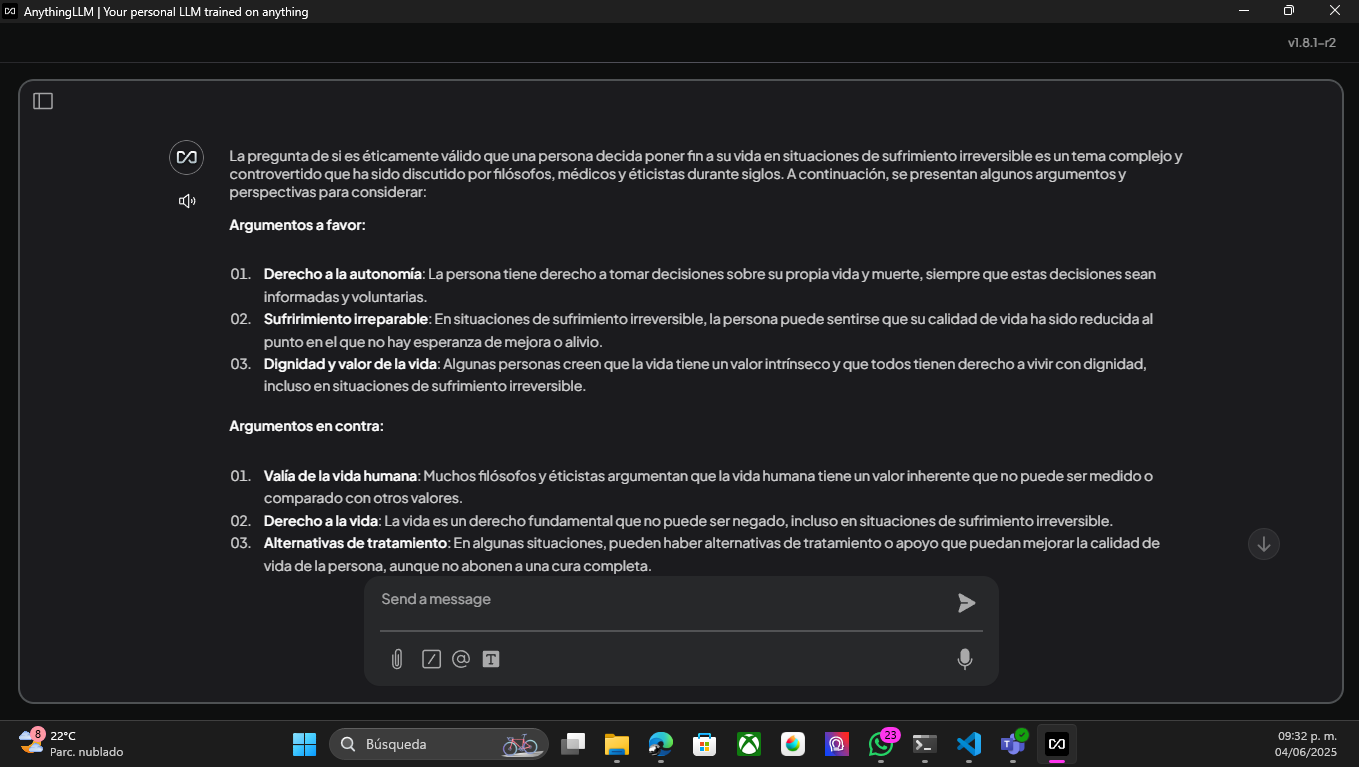 AnythingLLM | Your personal LLM trained on anything
v1.8.1-r2
La pregunta de si es éticamente válido que una persona decida poner fin a su vida en situaciones de sufrimiento irreversible es un tema complejo y
controvertido que ha sido discutido por filósofos, médicos y éticistas durante siglos. A continuación, se presentan algunos argumentos y
perspectivas para considerar:
Argumentos a favor:
01. Derecho a la autonomía: La persona tiene derecho a tomar decisiones sobre su propia vida y muerte, siempre que estas decisiones sean
informadas y voluntarias.
02. Sufririmiento irreparable: En situaciones de sufrimiento irreversible, la persona puede sentirse que su calidad de vida ha sido reducida al
punto en el que no hay esperanza de mejora o alivio.
03. Dignidad y valor de la vida: Algunas personas creen que la vida tiene un valor intrínseco y que todos tienen derecho a vivir con dignidad,
incluso en situaciones de sufrimiento irreversible.
Argumentos en contra:
01. Valía de la vida humana: Muchos filósofos y éticistas argumentan que la vida humana tiene un valor inherente que no puede ser medido o
comparado con otros valores.
02. Derecho a la vida: La vida es un derecho fundamental que no puede ser negado, incluso en situaciones de sufrimiento irreversible.
03. Alternativas de tratamiento: En algunas situaciones, pueden haber alternativas de tratamiento o apoyo que puedan mejorar la calidad de
vida de la persona, aunque no abonen a una cura completa.
Send a message
8
22°C
Parc. nublado
Búsqueda
23
09:32 p. m.
04/06/2025